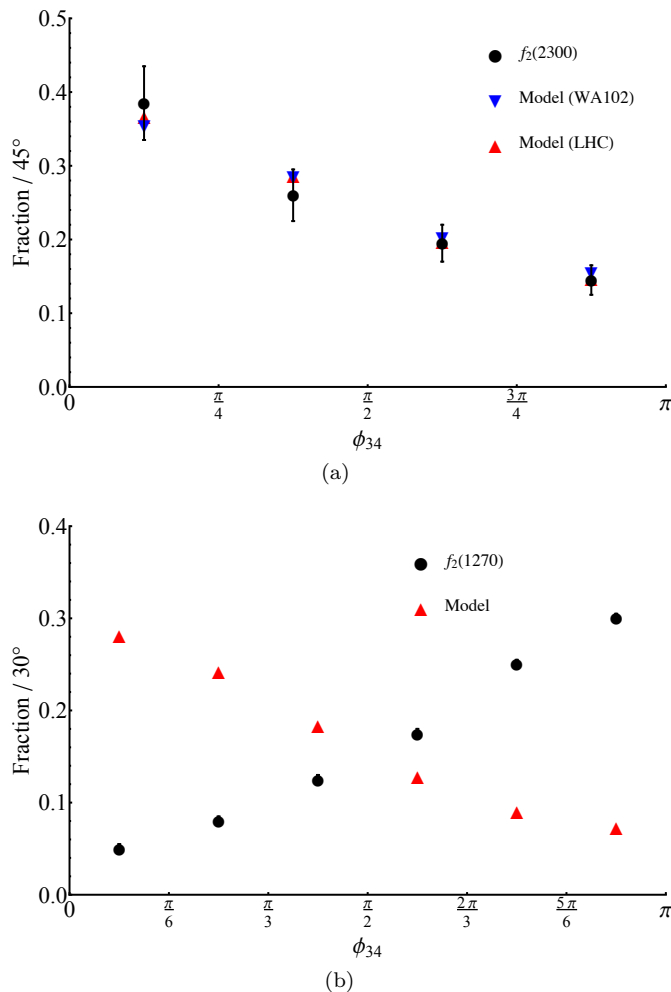 0.5
0.4
0.3
0.2
0.1
0.0
Fraction / 45°
f₂(2300)
Model (WA102)
Model (LHC)
0 π/4 π/2 3π/4 π
ϕ₃₄
(a)
0.4
0.3
0.2
0.1
0.0
Fraction / 30°
f₂(1270)
Model
0 π/6 π/3 π/2 2π/3 5π/6 π
ϕ₃₄
(b)